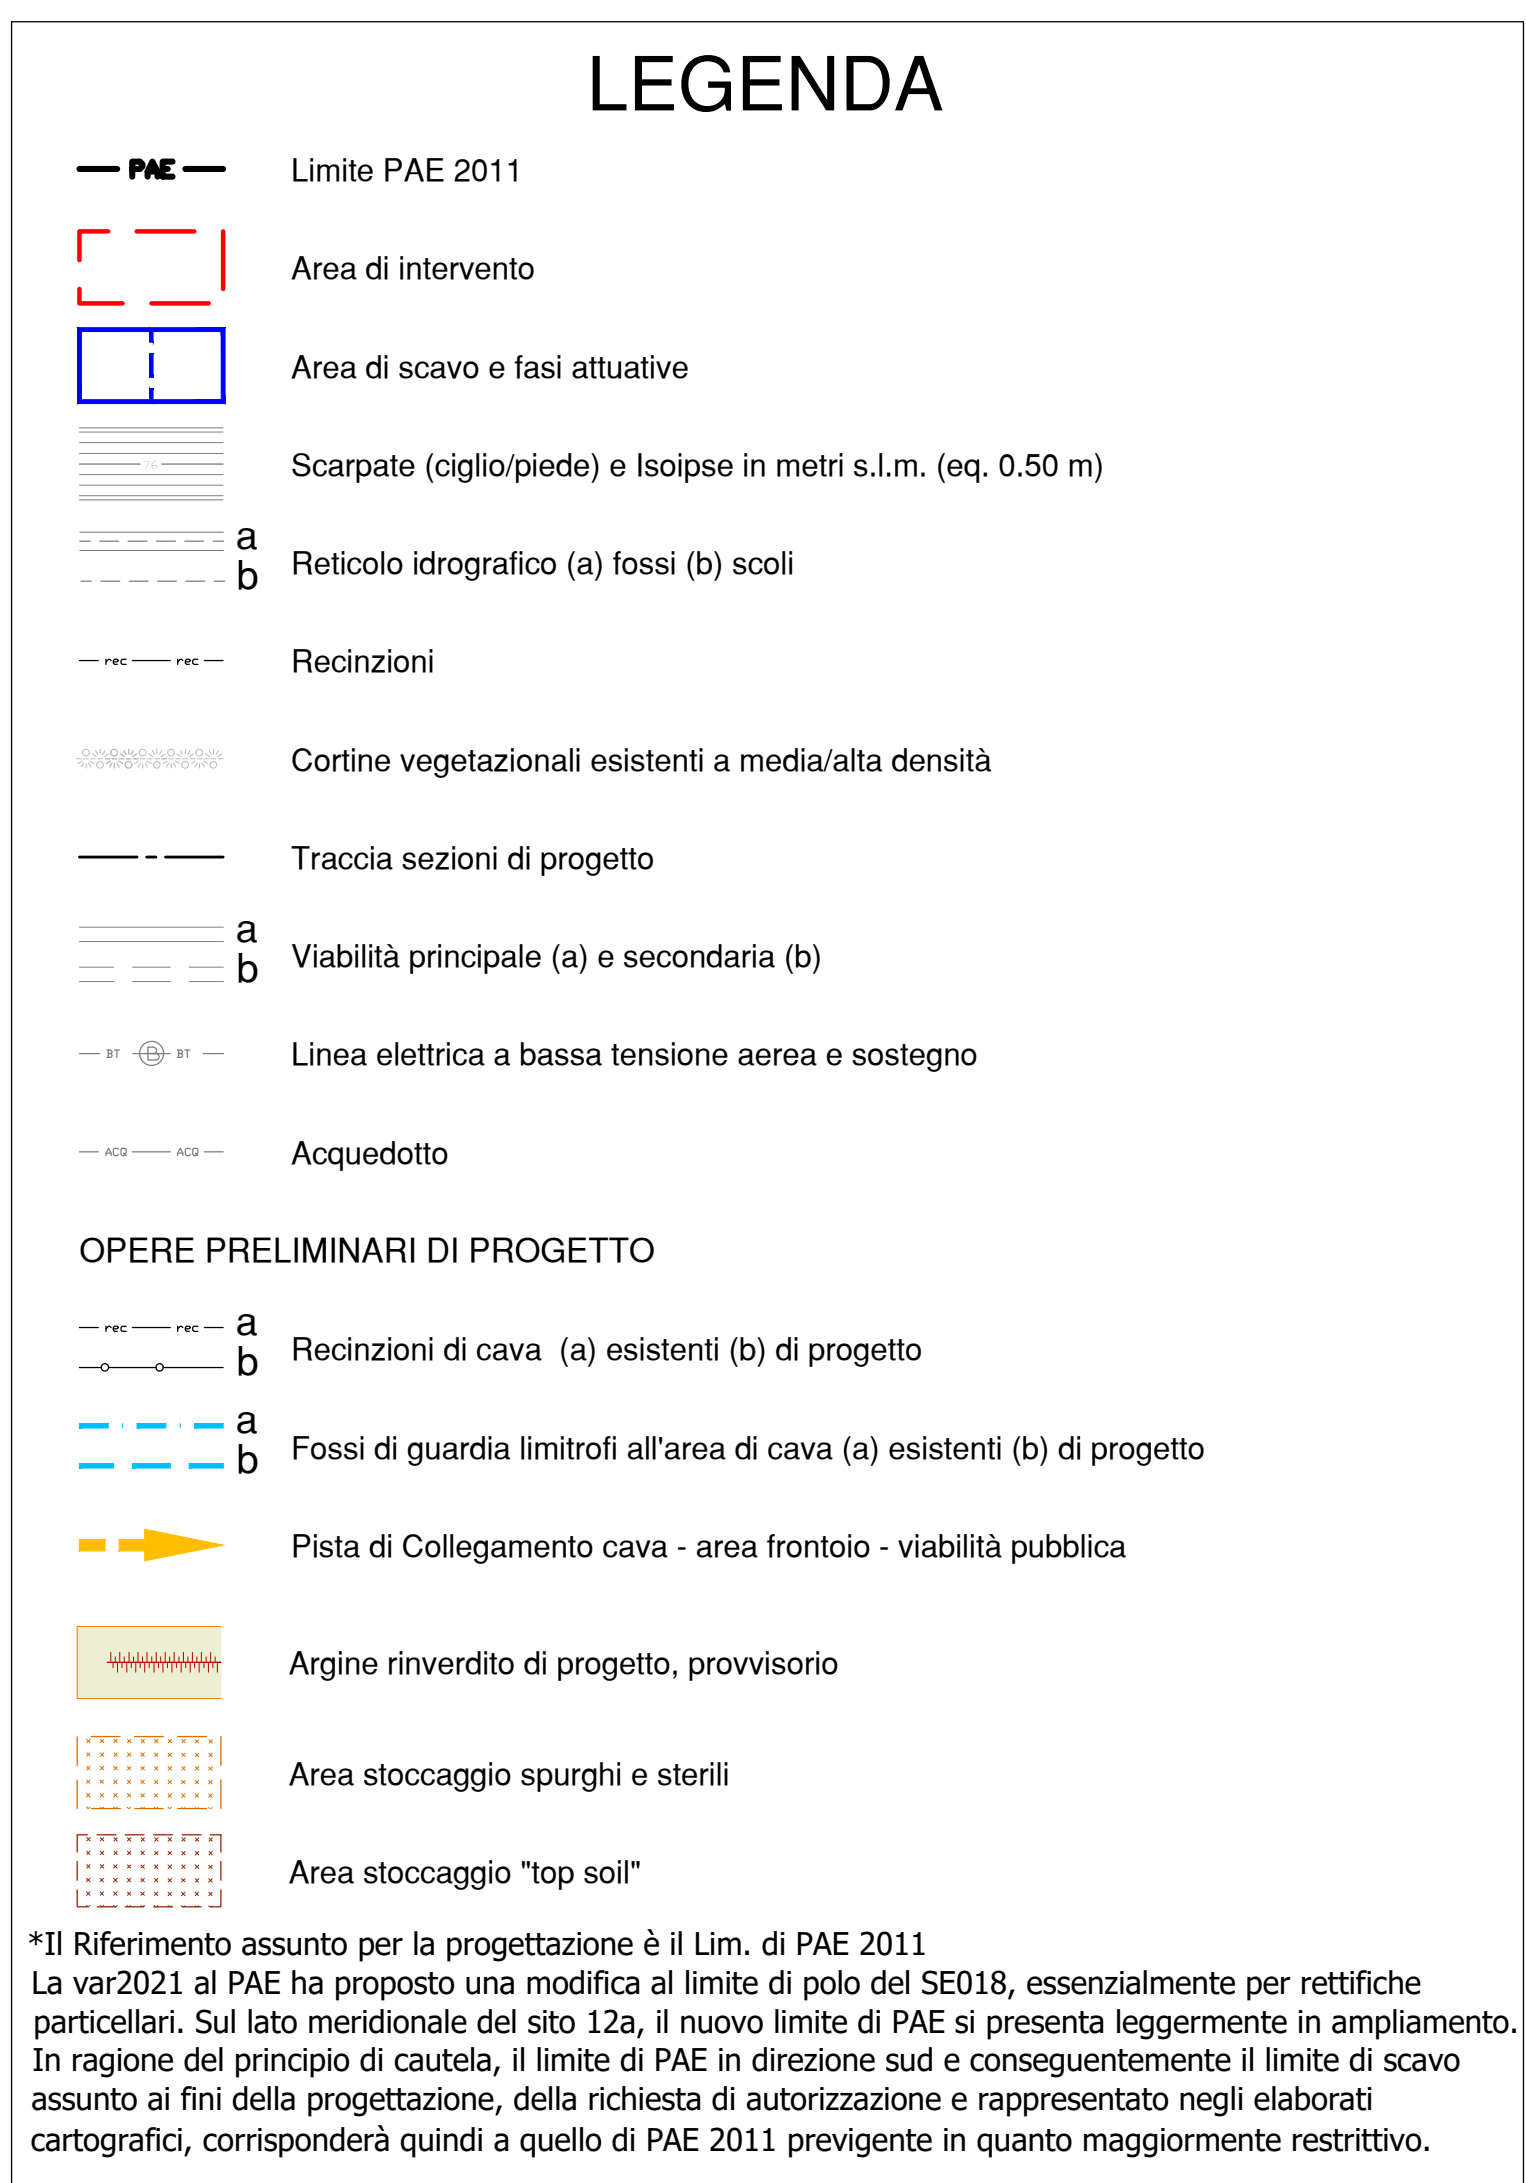 LEGENDA
PAE Limite PAE 2011
Area di intervento
Area di scavo e fasi attuative
76 Scarpate (ciglio/piede) e Isoipse in metri s.l.m. (eq. 0.50 m)
a
b Reticolo idrografico (a) fossi (b) scoli
rec rec Recinzioni
Cortine vegetazionali esistenti a media/alta densità
Traccia sezioni di progetto
a
b Viabilità principale (a) e secondaria (b)
BT B BT Linea elettrica a bassa tensione aerea e sostegno
ACQ ACQ Acquedotto
OPERE PRELIMINARI DI PROGETTO
rec rec a
b Recinzioni di cava (a) esistenti (b) di progetto
a
b Fossi di guardia limitrofi all'area di cava (a) esistenti (b) di progetto
Pista di Collegamento cava - area frontoio - viabilità pubblica
Argine rinverdito di progetto, provvisorio
Area stoccaggio spurghi e sterili
Area stoccaggio "top soil"
*Il Riferimento assunto per la progettazione è il Lim. di PAE 2011
La var2021 al PAE ha proposto una modifica al limite di polo del SE018, essenzialmente per rettifiche
particellari. Sul lato meridionale del sito 12a, il nuovo limite di PAE si presenta leggermente in ampliamento.
In ragione del principio di cautela, il limite di PAE in direzione sud e conseguentemente il limite di scavo
assunto ai fini della progettazione, della richiesta di autorizzazione e rappresentato negli elaborati
cartografici, corrisponderà quindi a quello di PAE 2011 previgente in quanto maggiormente restrittivo.